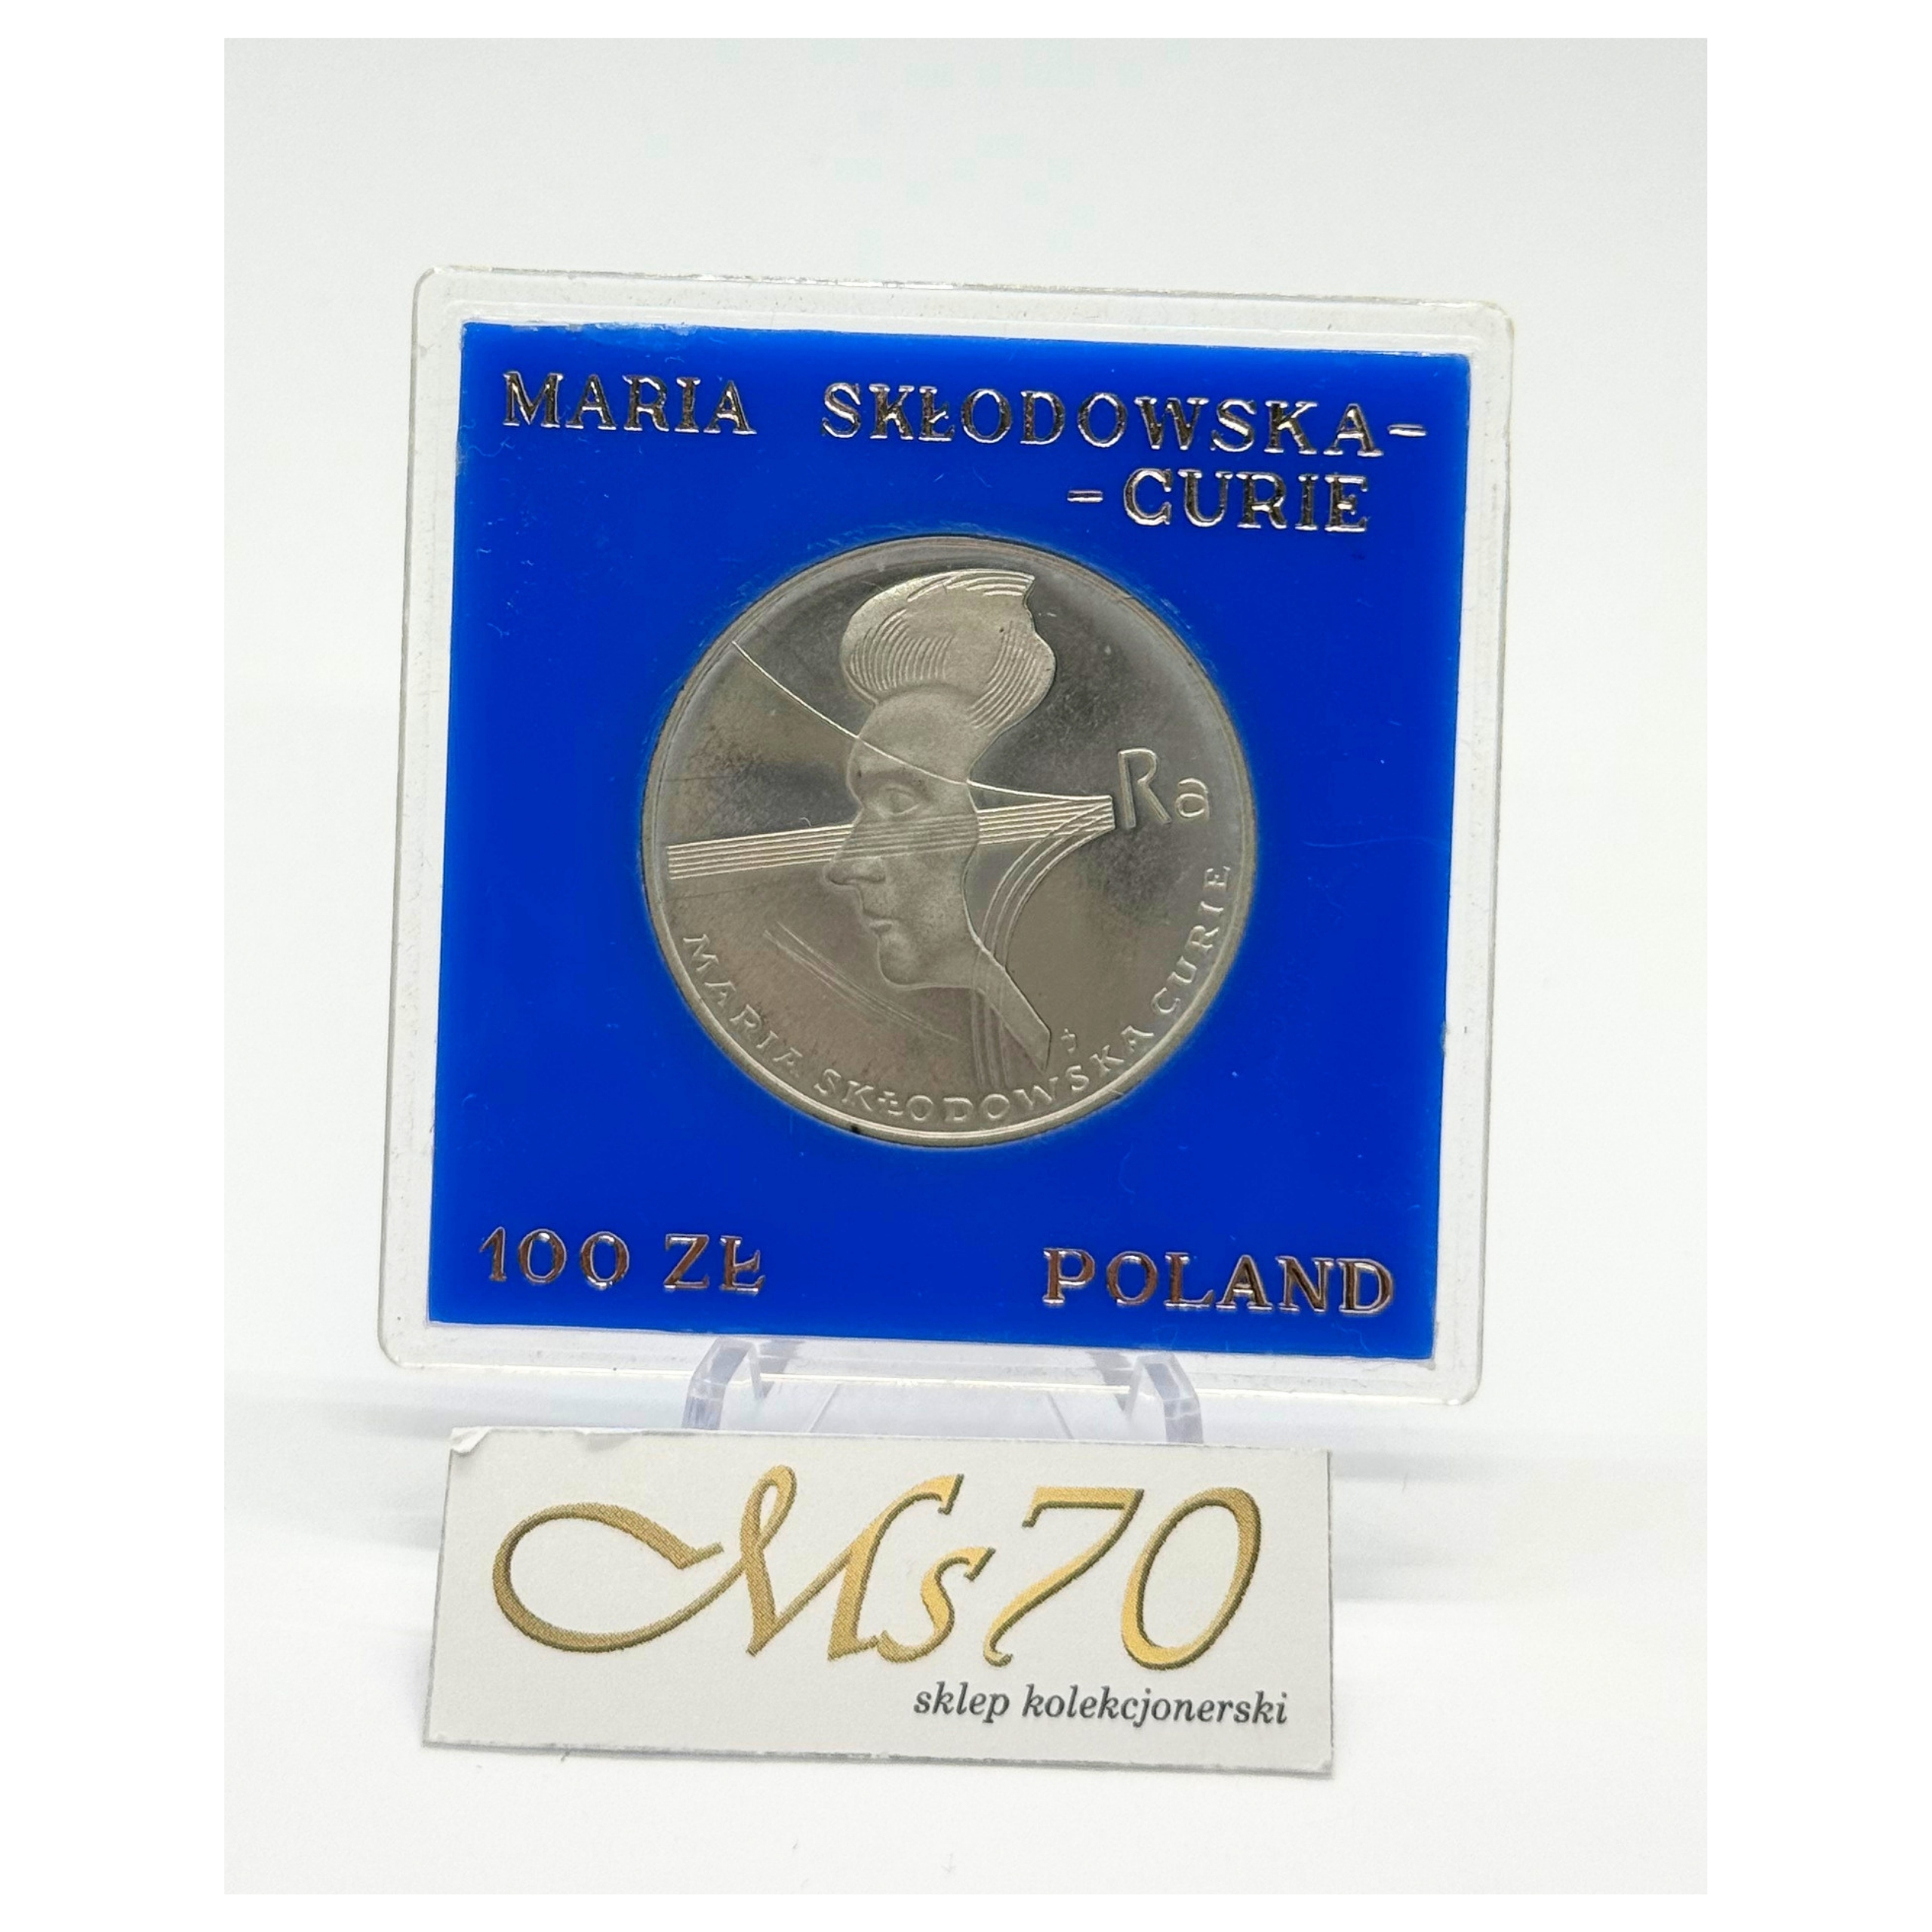 MARIA SKŁODOWSKA-
-CURIE
Ra
MARIA SKŁODOWSKA CURIE
100 ZŁ POLAND
Ms70
sklep kolekcjonerski